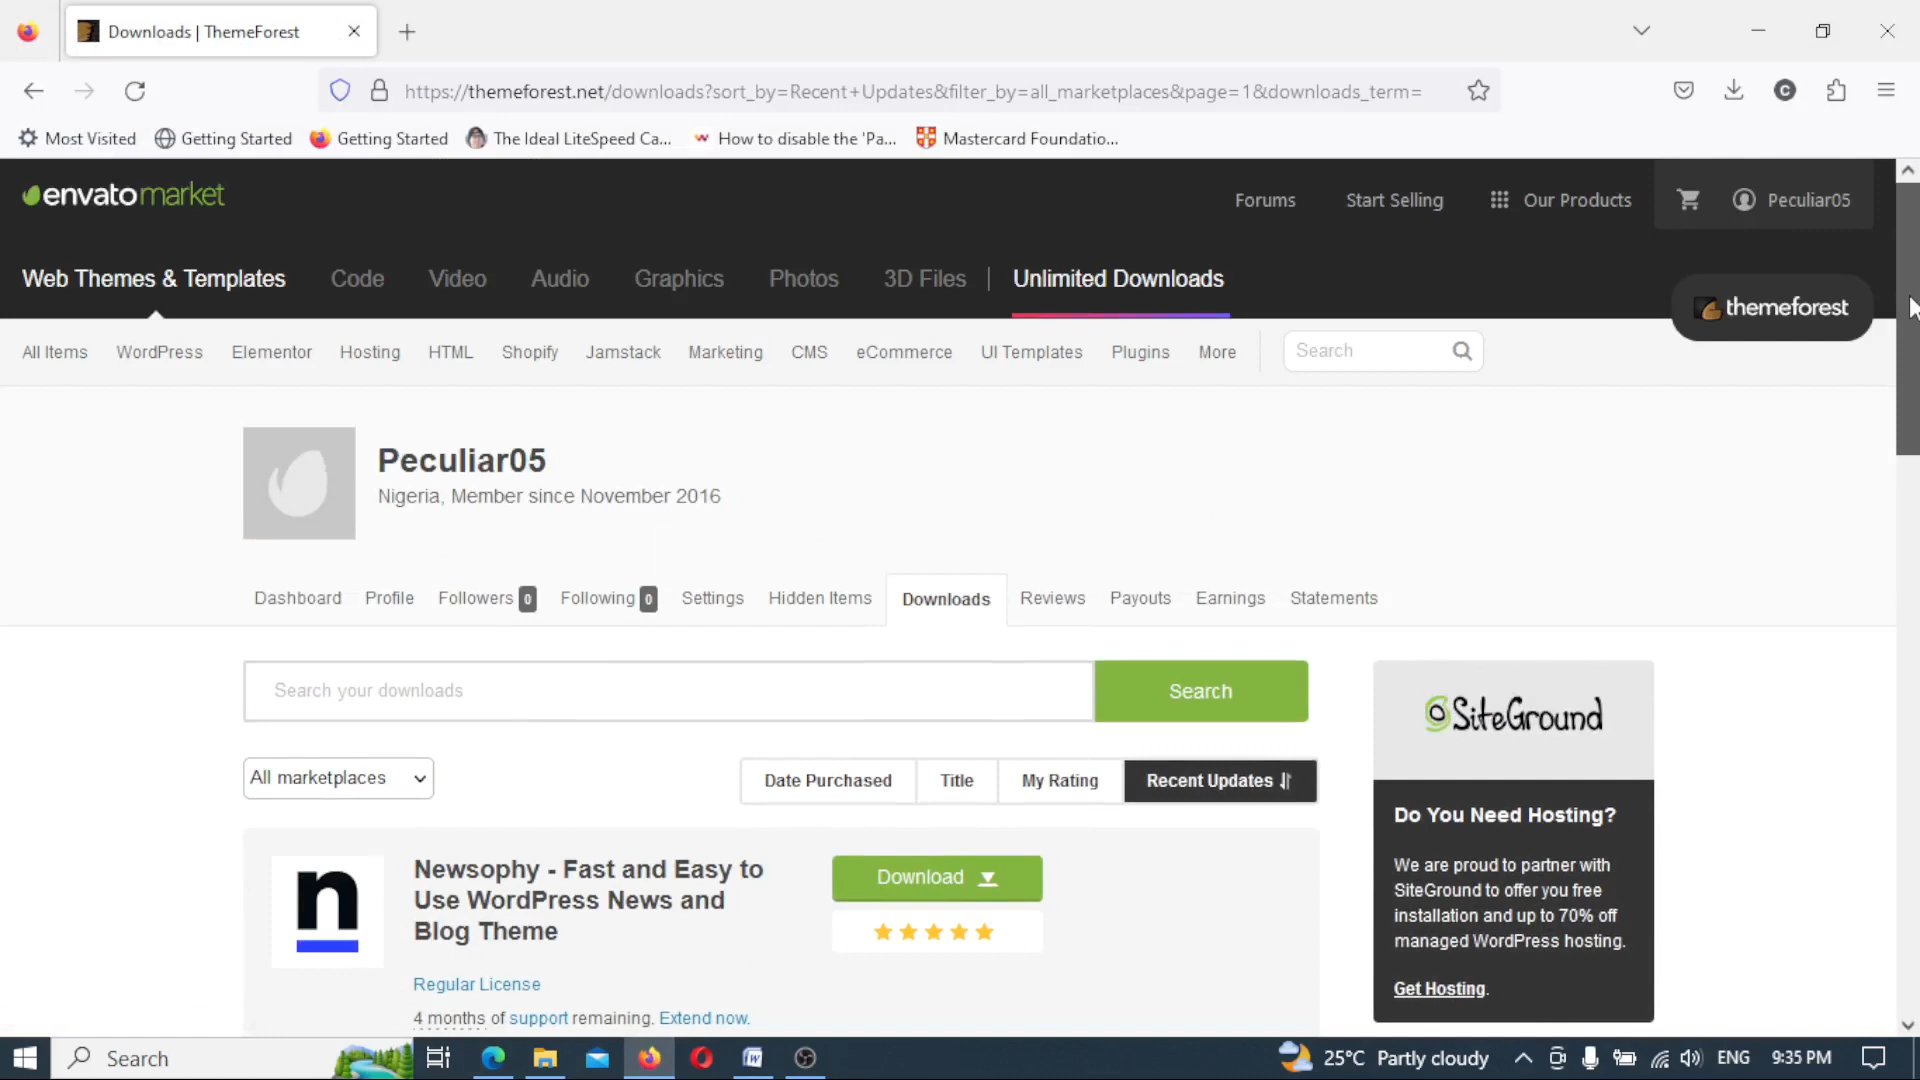 Downloads | ThemeForest
https://themeforest.net/downloads?sort_by=Recent+Updates&filter_by=all_marketplaces&page=1&downloads_term=
C
Most Visited Getting Started Getting Started The Ideal LiteSpeed Ca... How to disable the 'Pa... Mastercard Foundatio...
envatomarket
Forums Start Selling Our Products Peculiar05
Web Themes & Templates Code Video Audio Graphics Photos 3D Files | Unlimited Downloads
themeforest
All Items WordPress Elementor Hosting HTML Shopify Jamstack Marketing CMS eCommerce UI Templates Plugins More Search
Peculiar05
Nigeria, Member since November 2016
Dashboard Profile Followers 0 Following 0 Settings Hidden Items Downloads Reviews Payouts Earnings Statements
Search your downloads Search
All marketplaces Date Purchased Title My Rating Recent Updates
n
Newsophy - Fast and Easy to
Use WordPress News and
Blog Theme
Download
Regular License
4 months of support remaining. Extend now.
SiteGround
Do You Need Hosting?
We are proud to partner with
SiteGround to offer you free
installation and up to 70% off
managed WordPress hosting.
Get Hosting.
Search 25°C Partly cloudy ENG 9:35 PM